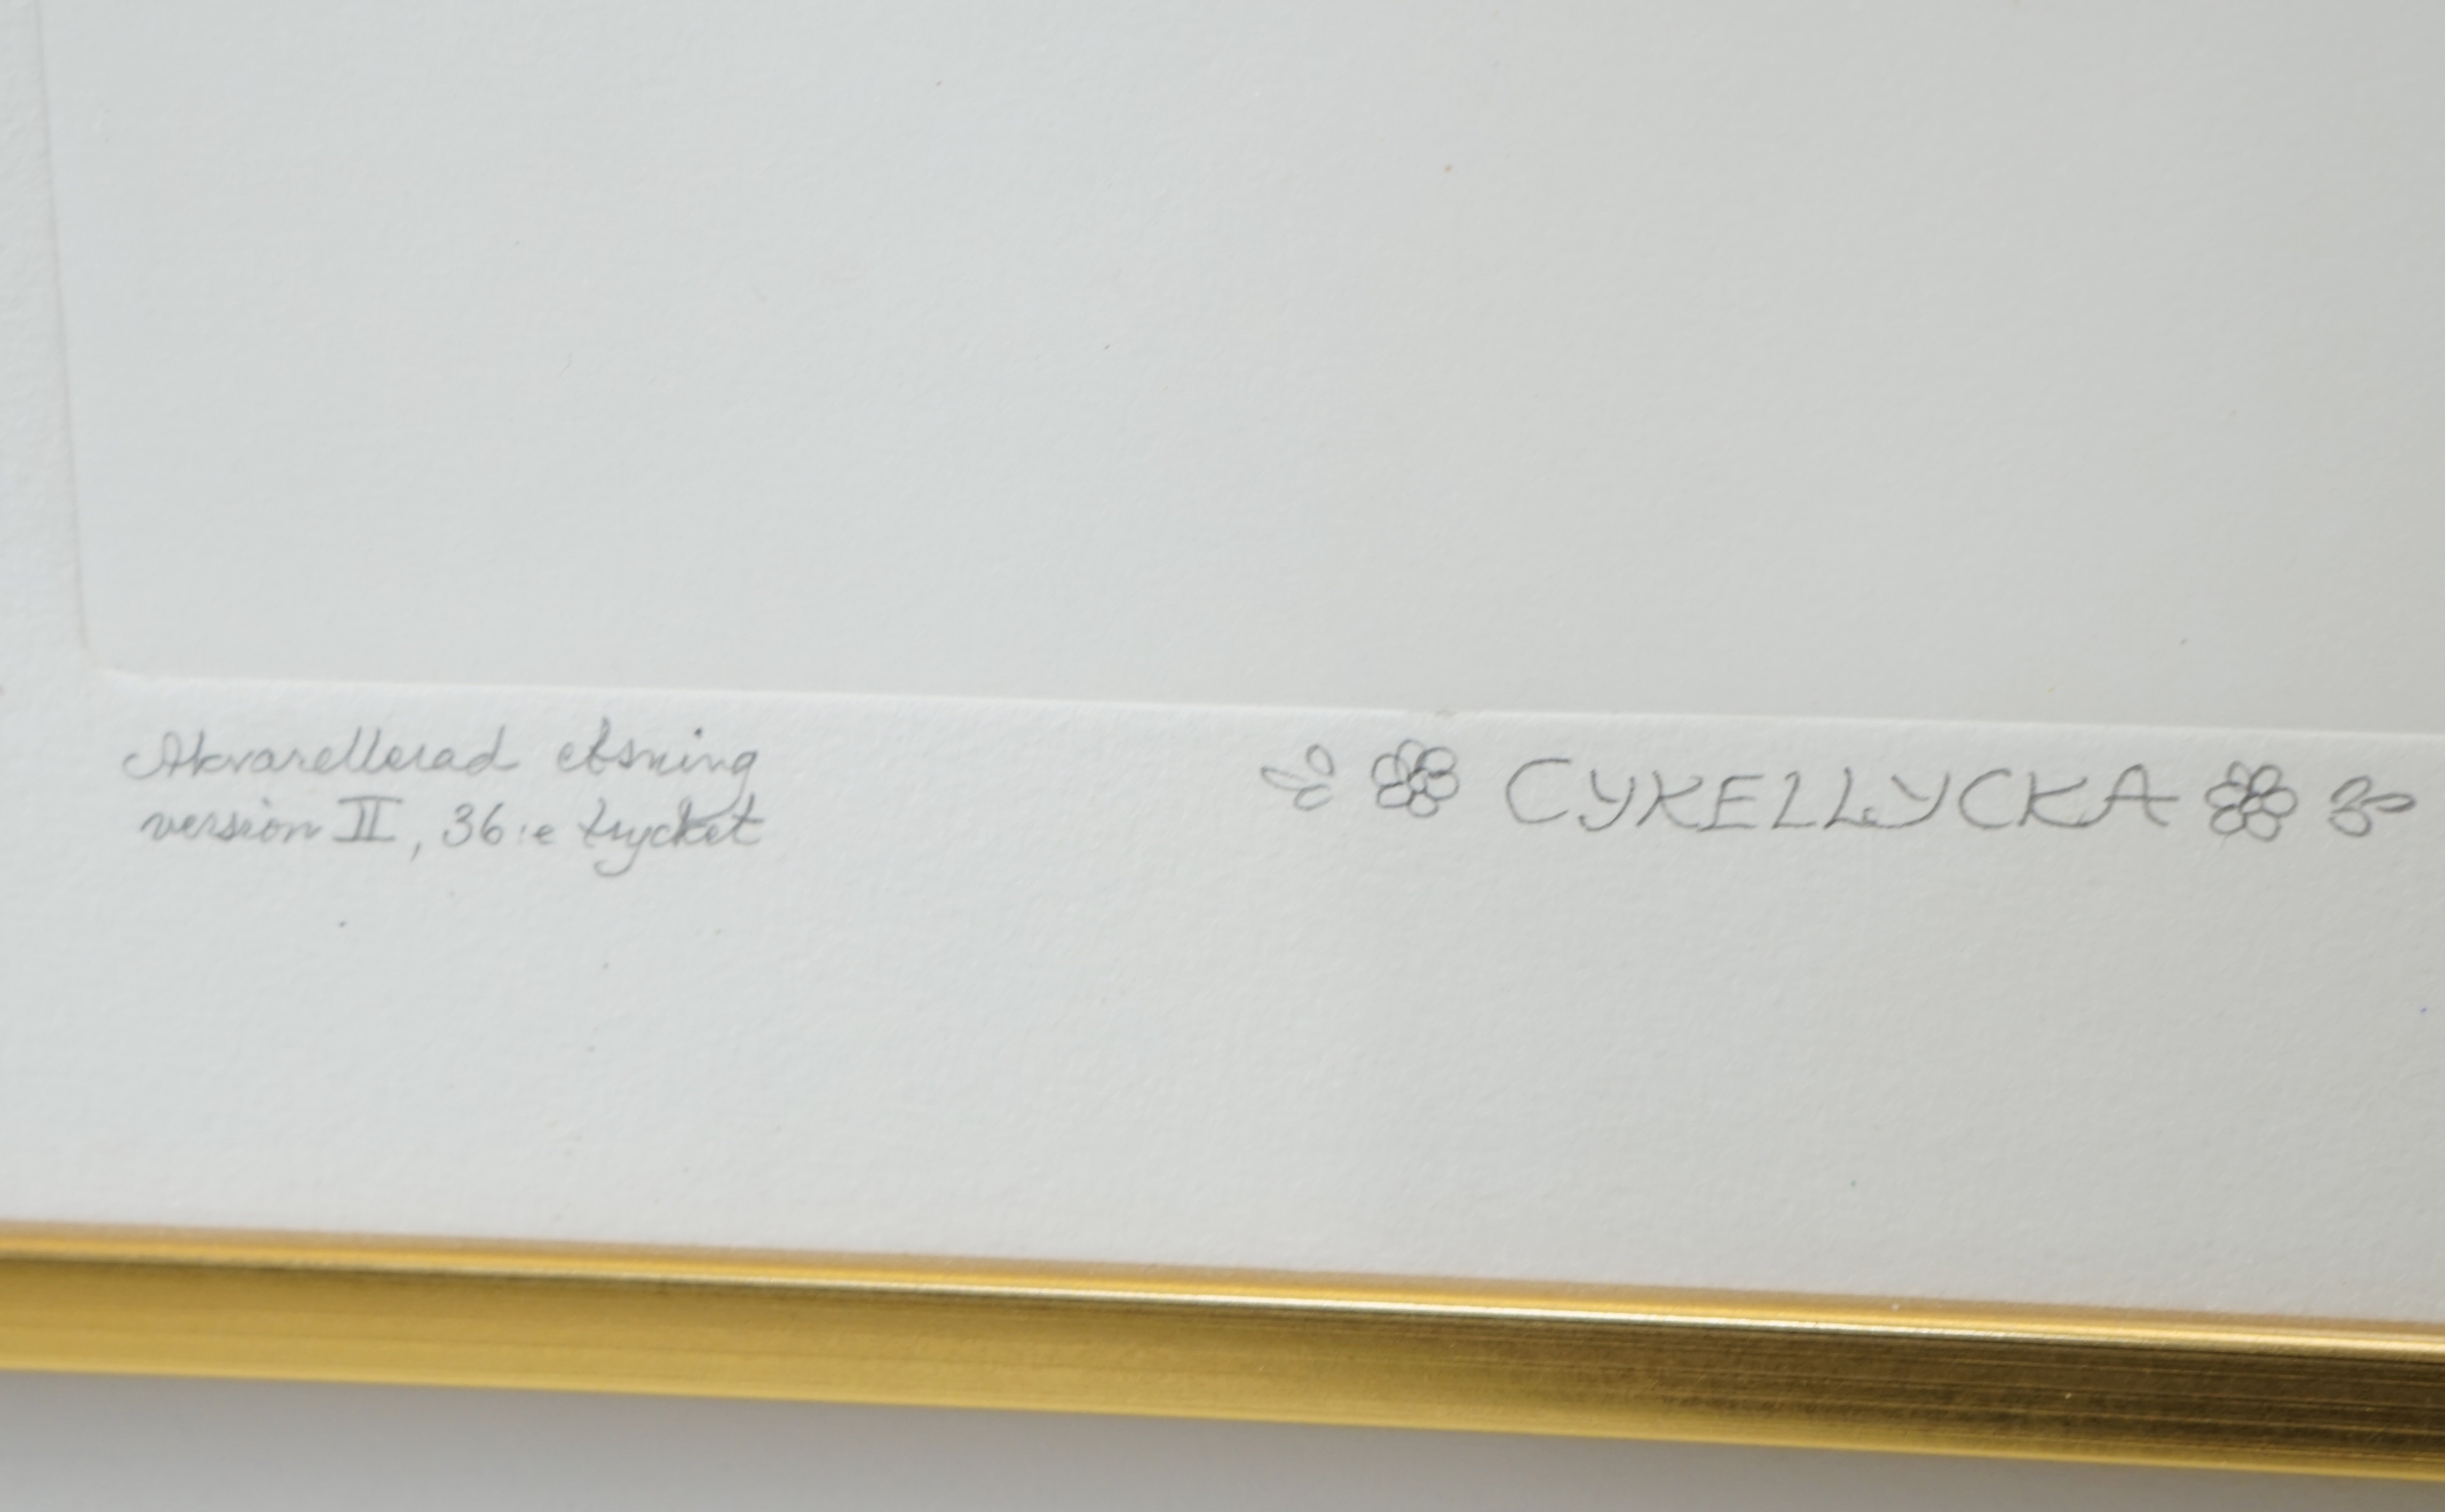 Akvarellerad etsning
version II, 36:e trycket
CYKELLYCKA